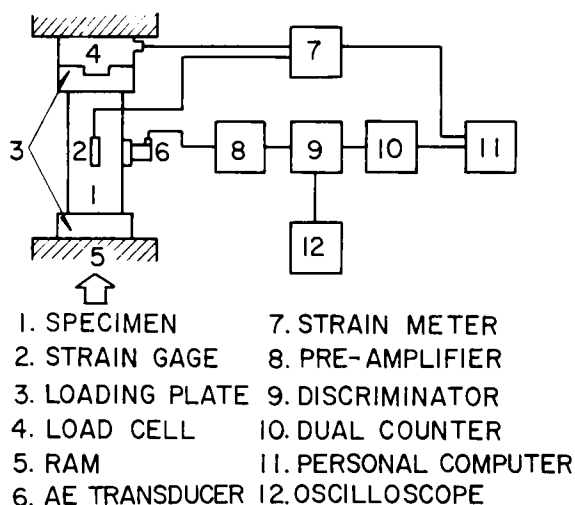 4
7
3
2
6
8
9
10
11
1
5
12
1. SPECIMEN
2. STRAIN GAGE
3. LOADING PLATE
4. LOAD CELL
5. RAM
6. AE TRANSDUCER
7. STRAIN METER
8. PRE-AMPLIFIER
9. DISCRIMINATOR
10. DUAL COUNTER
11. PERSONAL COMPUTER
12. OSCILLOSCOPE